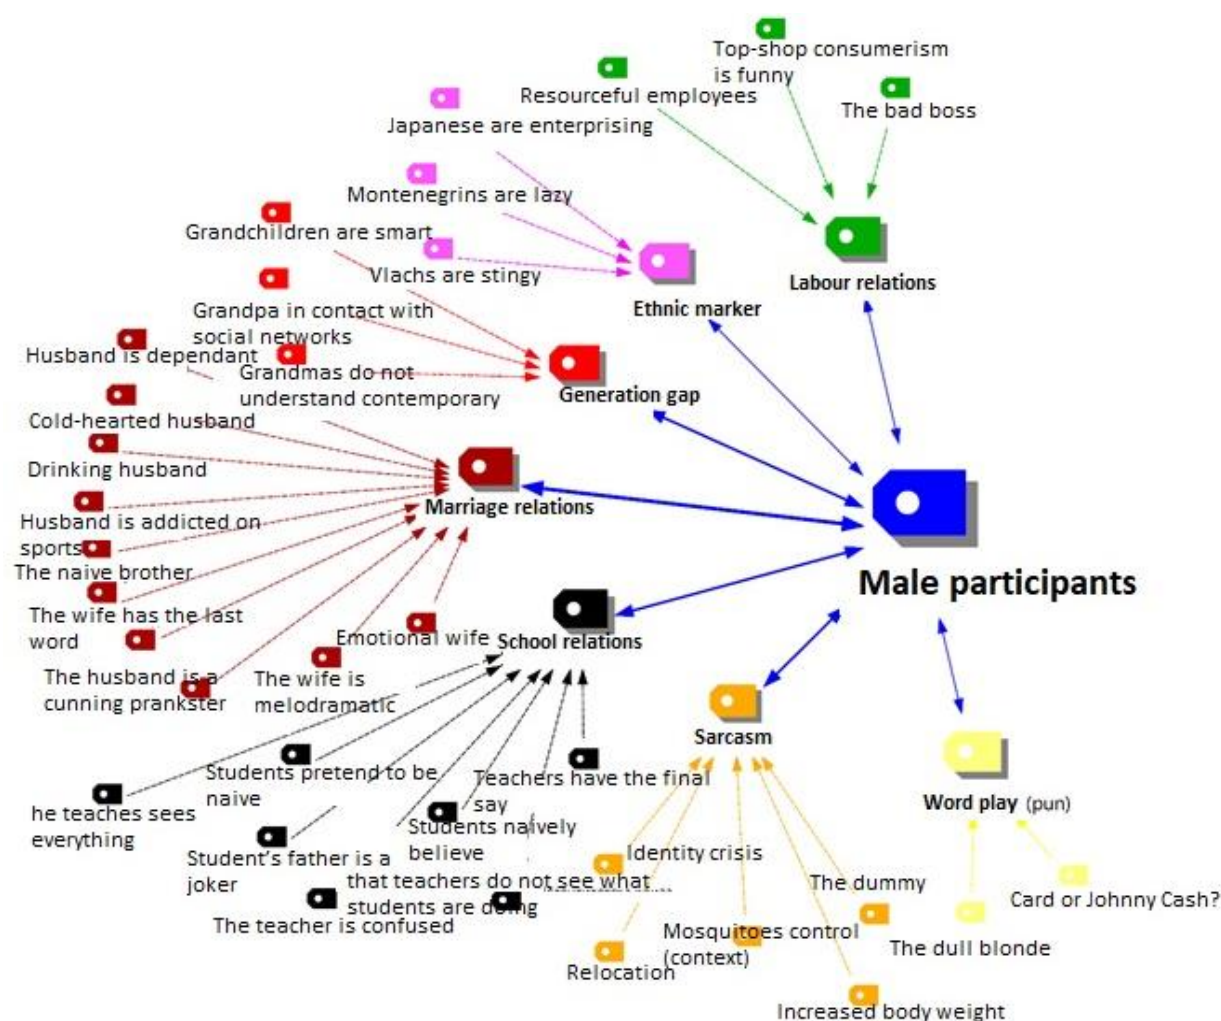 Top-shop consumerism
is funny
Resourceful employees
The bad boss
Japanese are enterprising
Montenegrins are lazy
Grandchildren are smart
Vlachs are stingy
Labour relations
Ethnic marker
Grandpa in contact with
social networks
Husband is dependant
Grandmas do not
understand contemporary
Generation gap
Cold-hearted husband
Drinking husband
Marriage relations
Husband is addicted on
sports
The naive brother
Male participants
The wife has the last
word
Emotional wife
School relations
The husband is a
cunning prankster
The wife is
melodramatic
Sarcasm
Students pretend to be
naive
Teachers have the final
say
he teaches sees
everything
Word play (pun)
Students naively
believe
that teachers do not see what
students are doing
Student's father is a
joker
The teacher is confused
Identity crisis
The dummy
Card or Johnny Cash?
Mosquitoes control
(context)
The dull blonde
Relocation
Increased body weight